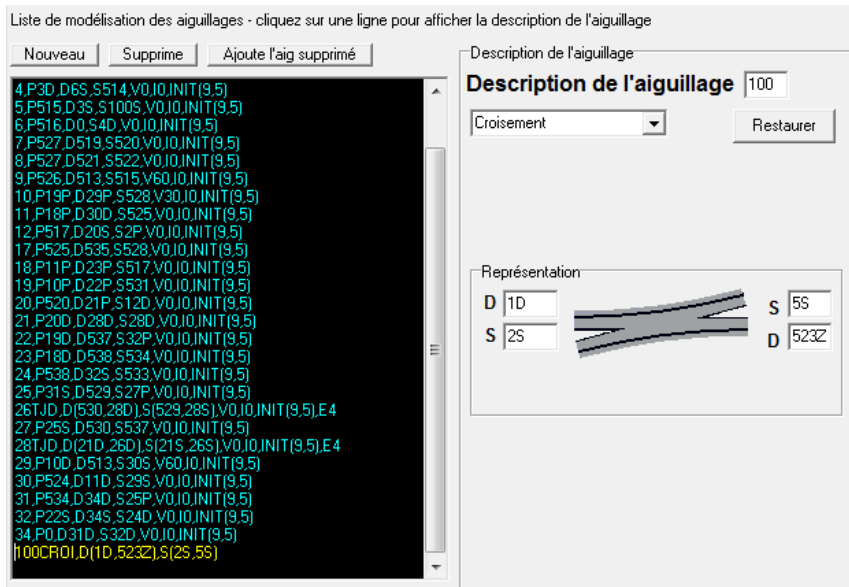 Liste de modélisation des aiguillages - cliquez sur une ligne pour afficher la description de l'aiguillage
Nouveau
Supprime
Ajoute l'aig supprimé
4,P3D,D6S,S514,V0,I0,INIT(9,5)
5,P515,D3S,S100S,V0,I0,INIT(9,5)
6,P516,D0,S4D,V0,I0,INIT(9,5)
7,P527,D519,S520,V0,I0,INIT(9,5)
8,P527,D521,S522,V0,I0,INIT(9,5)
9,P526,D513,S515,V60,I0,INIT(9,5)
10,P19P,D29P,S528,V30,I0,INIT(9,5)
11,P18P,D30D,S525,V0,I0,INIT(9,5)
12,P517,D20S,S2P,V0,I0,INIT(9,5)
17,P525,D535,S528,V0,I0,INIT(9,5)
18,P11P,D23P,S517,V0,I0,INIT(9,5)
19,P10P,D22P,S531,V0,I0,INIT(9,5)
20,P520,D21P,S12D,V0,I0,INIT(9,5)
21,P20D,D28D,S28D,V0,I0,INIT(9,5)
22,P19D,D537,S32P,V0,I0,INIT(9,5)
23,P18D,D538,S534,V0,I0,INIT(9,5)
24,P538,D32S,S533,V0,I0,INIT(9,5)
25,P31S,D529,S27P,V0,I0,INIT(9,5)
26TJD,D(530,28D),S(529,28S),V0,I0,INIT(9,5),E4
27,P25S,D530,S537,V0,I0,INIT(9,5)
28TJD,D(21D,26D),S(21S,26S),V0,I0,INIT(9,5),E4
29,P10D,D513,S30S,V60,I0,INIT(9,5)
30,P524,D11D,S29S,V0,I0,INIT(9,5)
31,P534,D34D,S25P,V0,I0,INIT(9,5)
32,P22S,D34S,S24D,V0,I0,INIT(9,5)
34,P0,D31D,S32D,V0,I0,INIT(9,5)
100CROI,D(1D,523Z),S(2S,5S)
Description de l'aiguillage
Description de l'aiguillage 100
Croisement
Restaurer
Représentation
D 1D
S 5S
S 2S
D 523Z